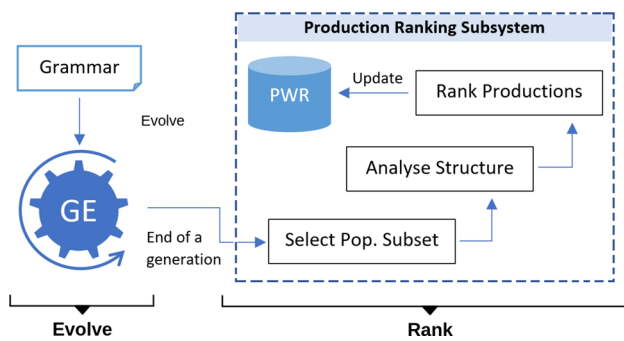 Production Ranking Subsystem
Grammar
Evolve
GE
End of a
generation
PWR
Update
Rank Productions
Analyse Structure
Select Pop. Subset
Evolve
Rank